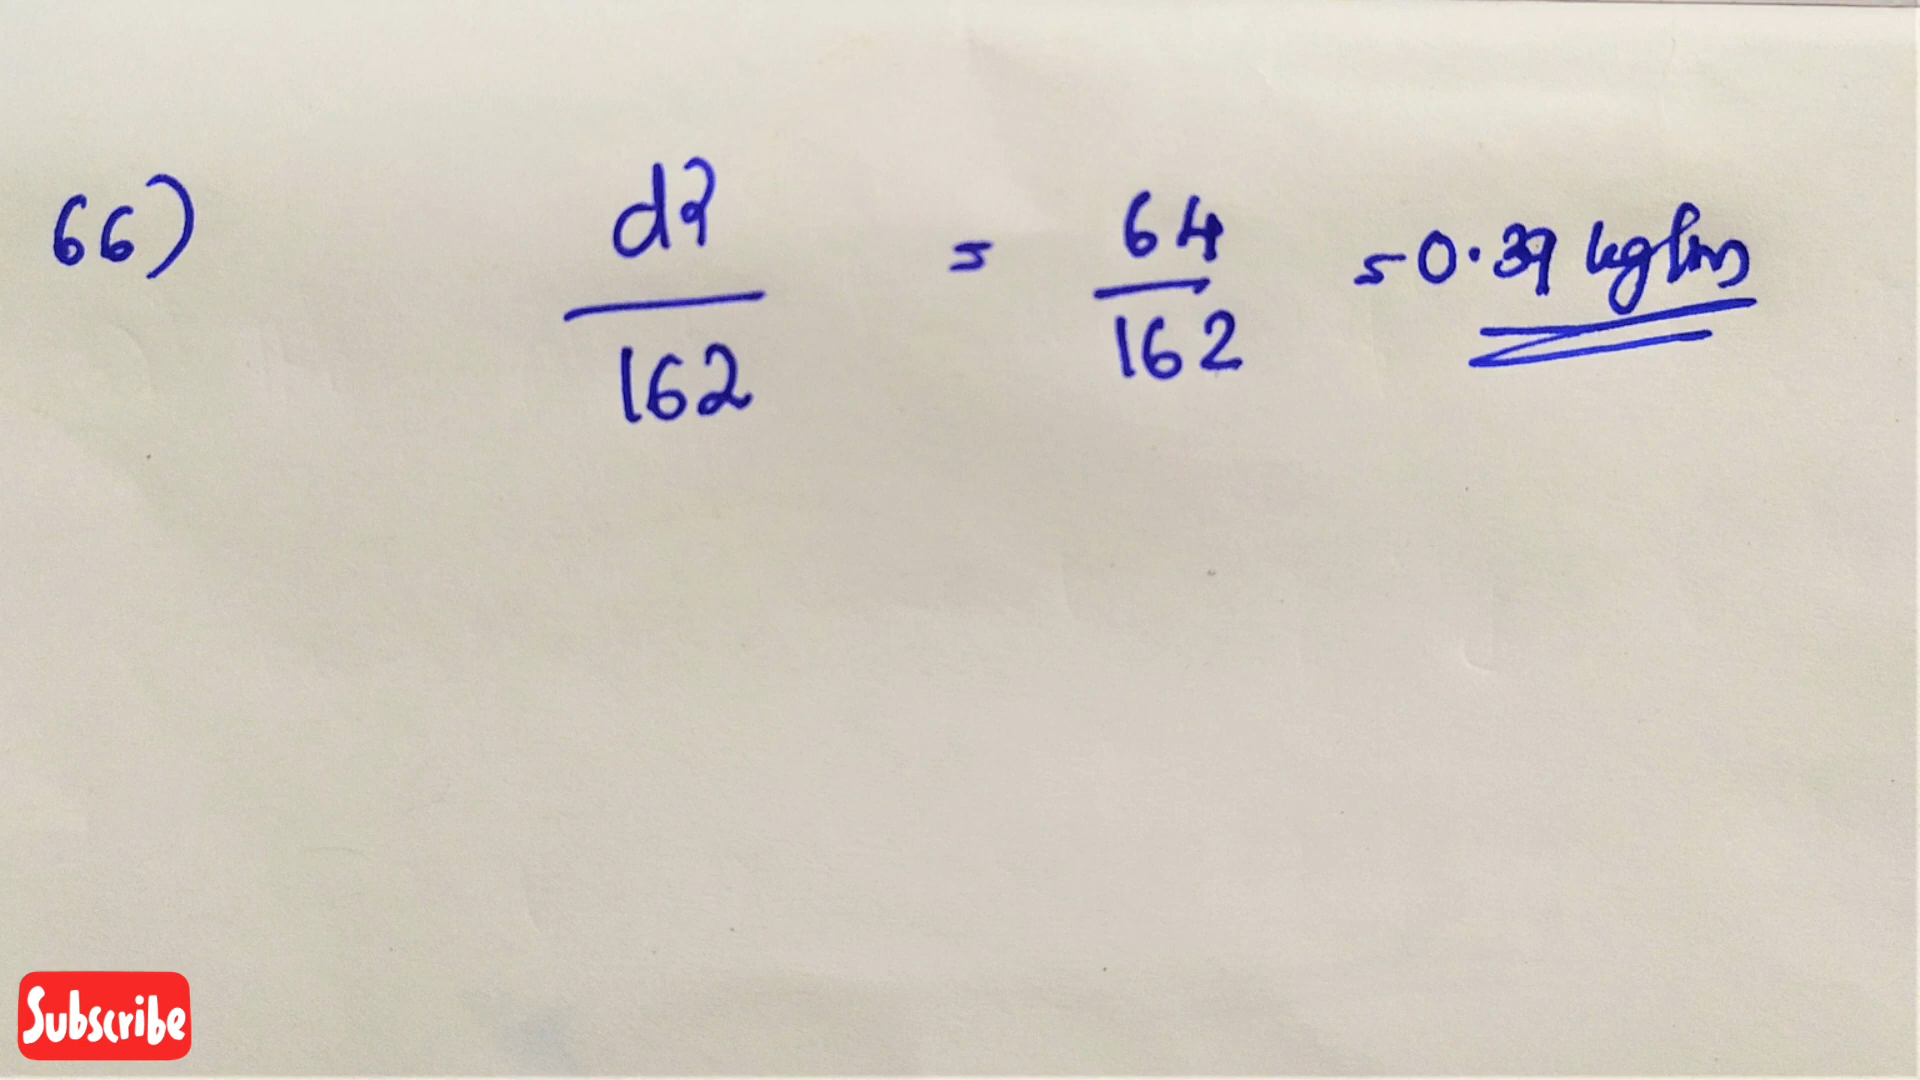 66) d2/162 = 64/162 = 0.39 kg/m
Subscribe